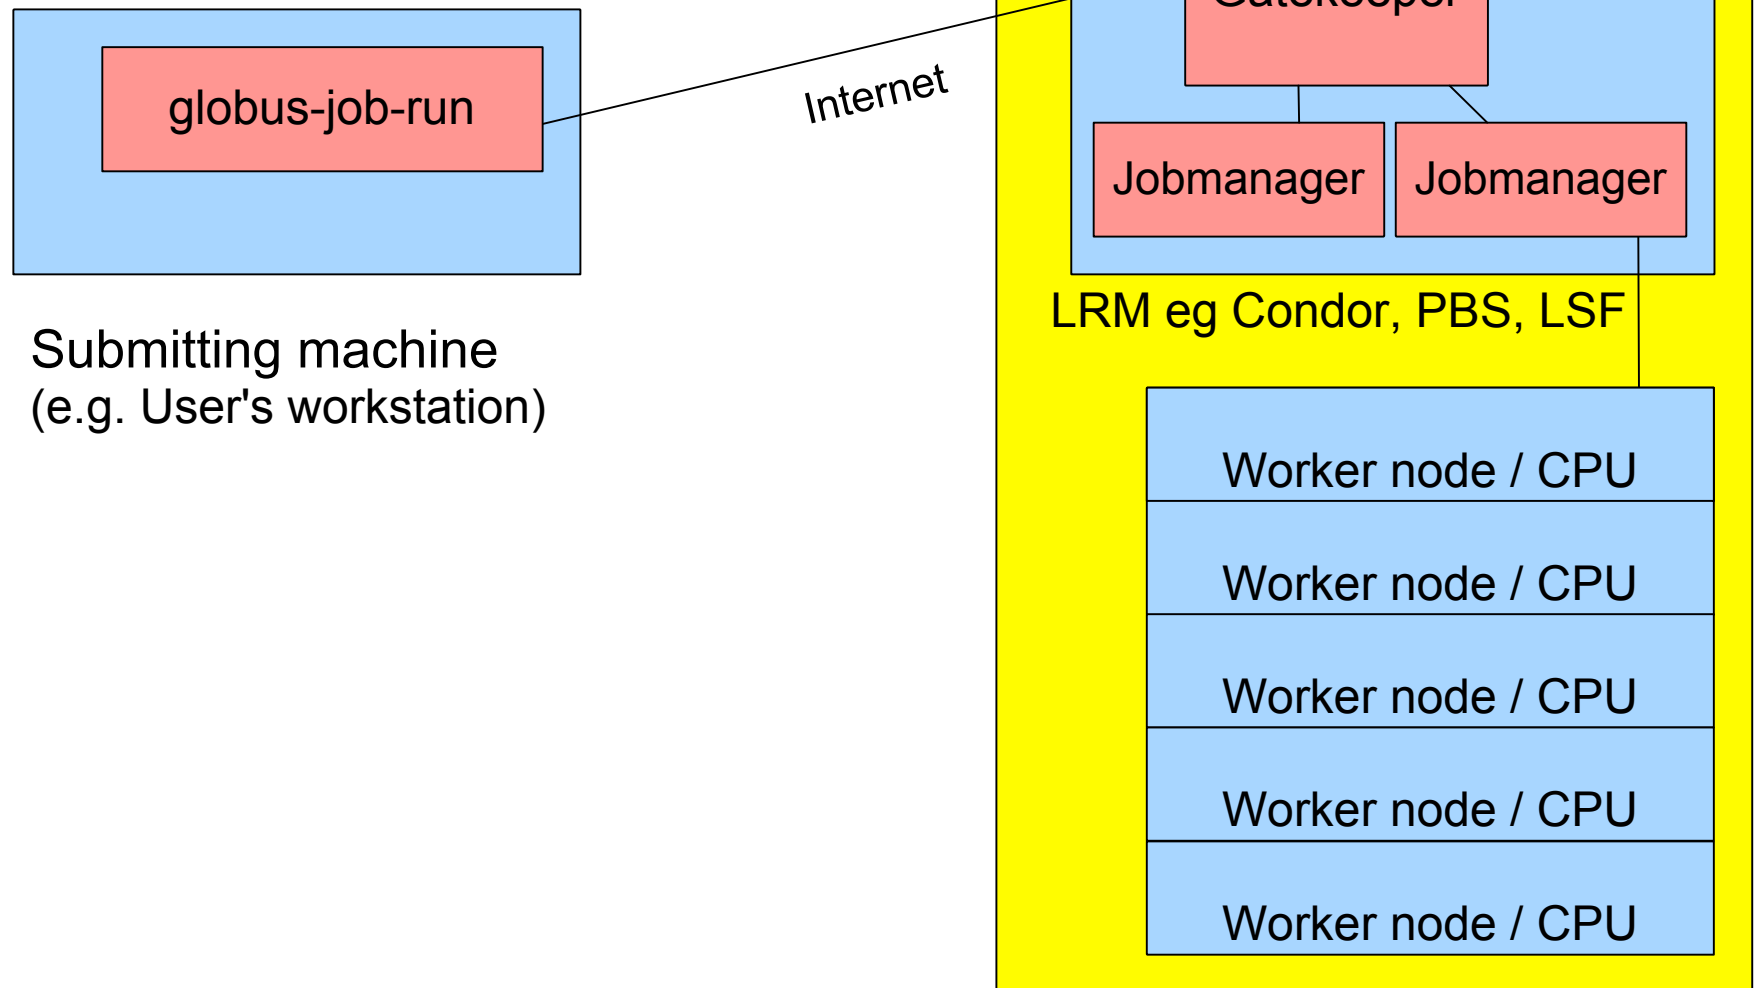 Gatekeeper
globus-job-run
Internet
Jobmanager
Jobmanager
LRM eg Condor, PBS, LSF
Submitting machine
(e.g. User's workstation)
Worker node / CPU
Worker node / CPU
Worker node / CPU
Worker node / CPU
Worker node / CPU